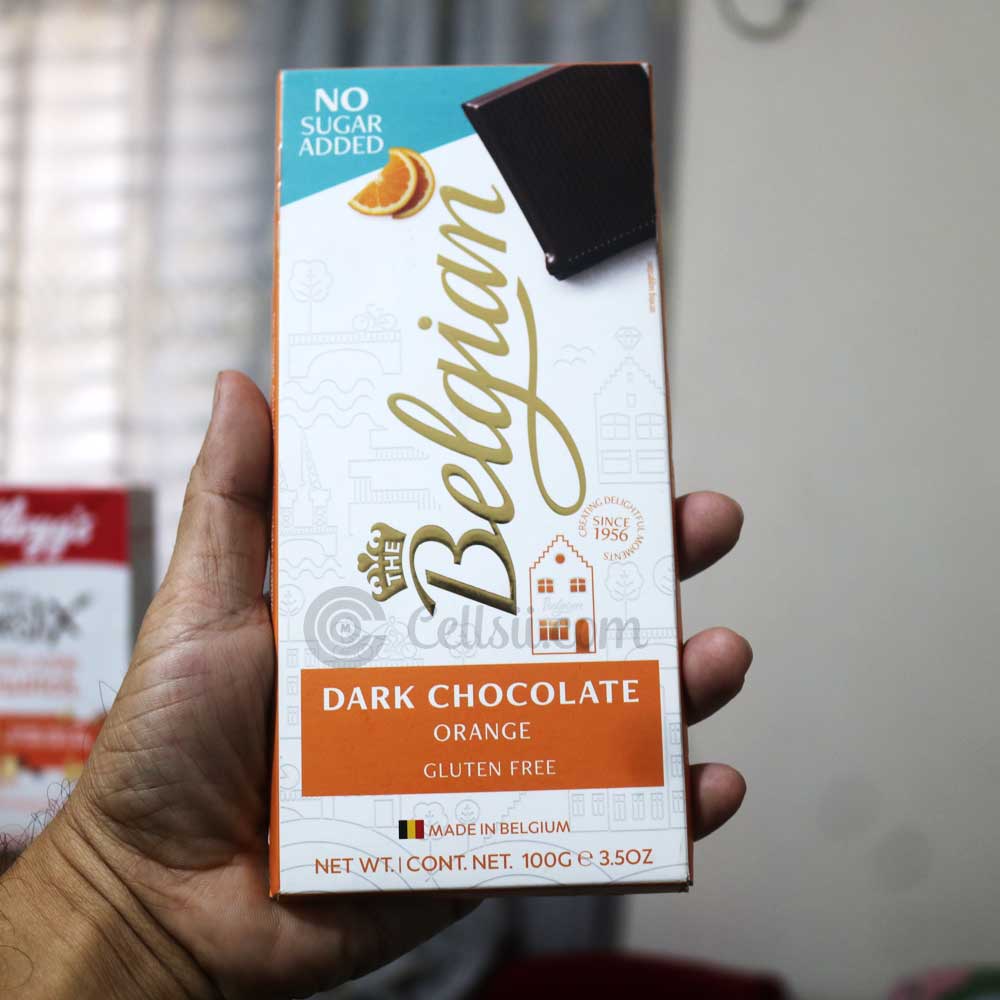 NO
SUGAR
ADDED
THE
Belgian
CREATING DELIGHTFUL MOMENTS
SINCE
1956
Belgian
Cellsii.com
DARK CHOCOLATE
ORANGE
GLUTEN FREE
MADE IN BELGIUM
NET WT. | CONT. NET. 100G ℮ 3.5OZ